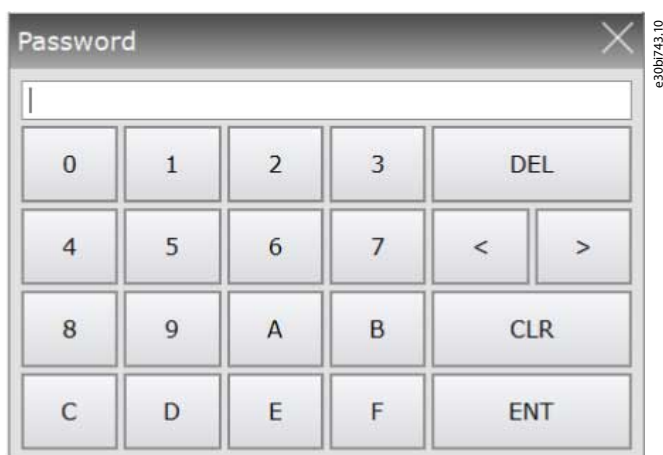 Password
0 1 2 3 DEL
4 5 6 7 < >
8 9 A B CLR
C D E F ENT
e30bi743.10